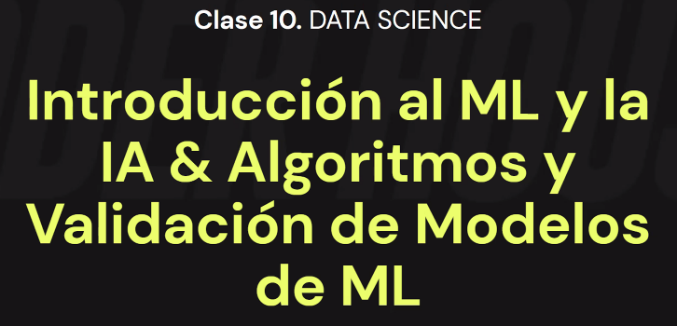 Clase 10. DATA SCIENCE
Introducción al ML y la
IA & Algoritmos y
Validación de Modelos
de ML